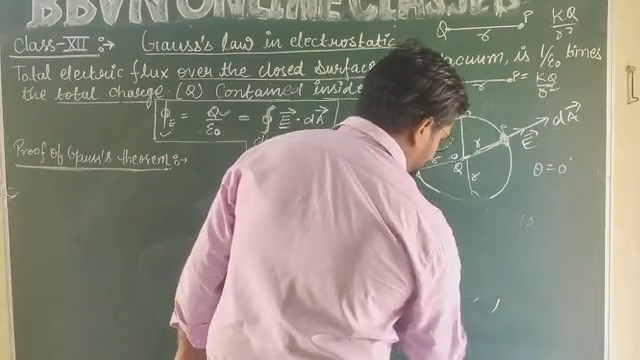 BBVN ONLINE CLASSES
Q r P KQ/r²
Class-XII :→ Gauss's law in electrostatic
Total electric flux over the closed surface vacuum, is 1/ε₀ times
the total charge (Q) Contained inside P = KQ/r²
ϕ_E = Q/ε₀ = ∮ E⃗ · dA⃗
Proof of Gauss's theorem :→
dA⃗
E⃗
r
Q
r
θ = 0°